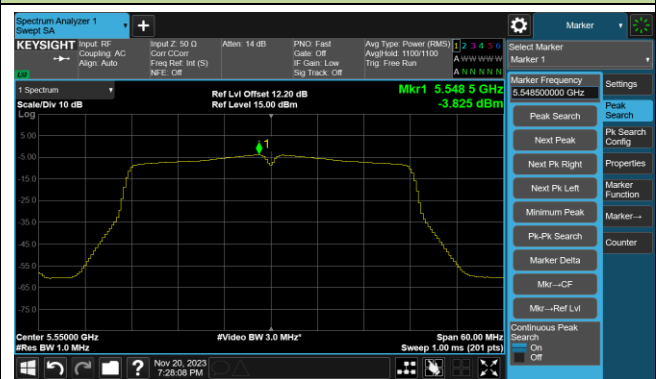 Spectrum Analyzer 1
Swept SA
Marker
KEYSIGHT
Input: RF
Coupling: AC
Align: Auto
Input Z: 50 Ω
Corr CCorr
Freq Ref: Int (S)
NFE: Off
Atten: 14 dB
PNO: Fast
Gate: Off
IF Gain: Low
Sig Track: Off
Avg Type: Power (RMS)
Avg|Hold: 1100/1100
Trig: Free Run
1 2 3 4 5 6
A W W W W W
A N N N N N
Select Marker
Marker 1
1 Spectrum
Scale/Div 10 dB
Log
Ref Lvl Offset 12.20 dB
Ref Level 15.00 dBm
Mkr1 5.548 5 GHz
-3.825 dBm
5.00
-5.00
-15.0
-25.0
-35.0
-45.0
-55.0
-65.0
-75.0
1
Center 5.55000 GHz
#Res BW 1.0 MHz
#Video BW 3.0 MHz*
Span 60.00 MHz
Sweep 1.00 ms (201 pts)
Marker Frequency
5.548500000 GHz
Peak Search
Next Peak
Next Pk Right
Next Pk Left
Minimum Peak
Pk-Pk Search
Marker Delta
Mkr→CF
Mkr→Ref Lvl
Continuous Peak
Search
On
Off
Settings
Peak
Search
Pk Search
Config
Properties
Marker
Function
Marker→
Counter
?
Nov 20, 2023
7:28:08 PM